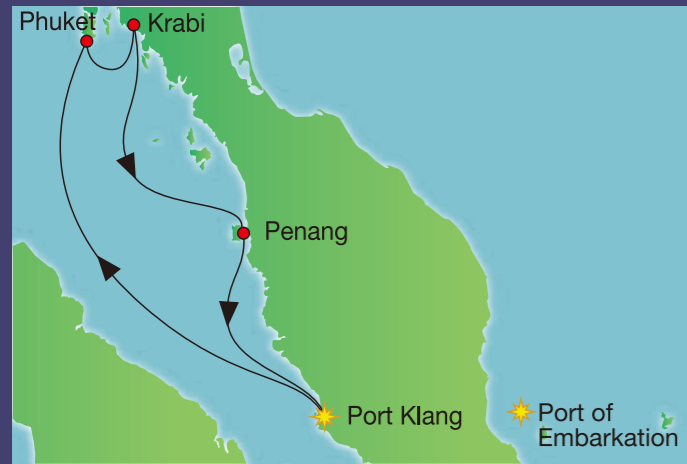 Phuket
Krabi
Penang
Port Klang
Port of
Embarkation